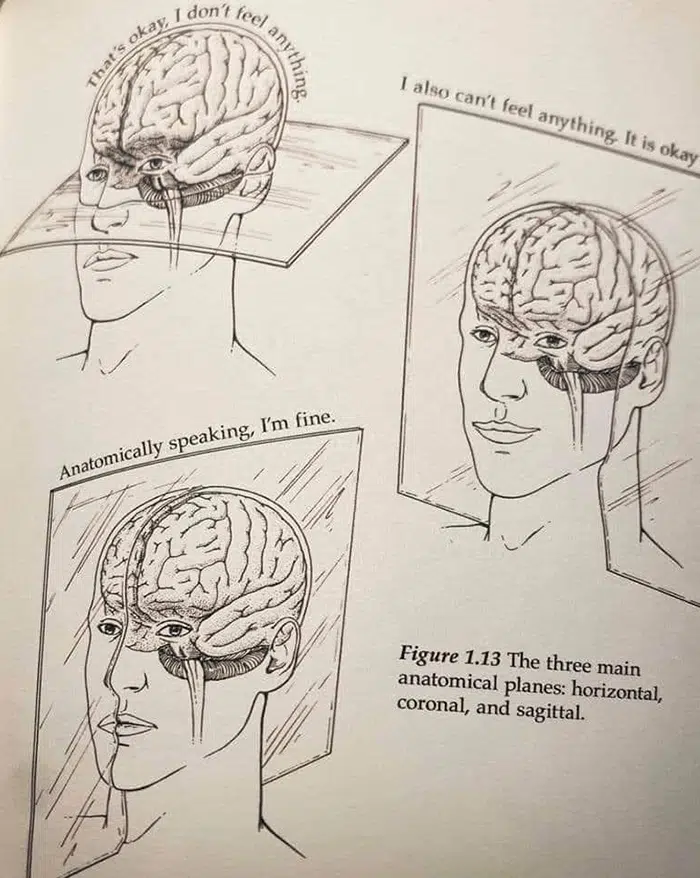 That's okay, I don't feel anything.
I also can't feel anything. It is okay
Anatomically speaking, I'm fine.
Figure 1.13 The three main
anatomical planes: horizontal,
coronal, and sagittal.